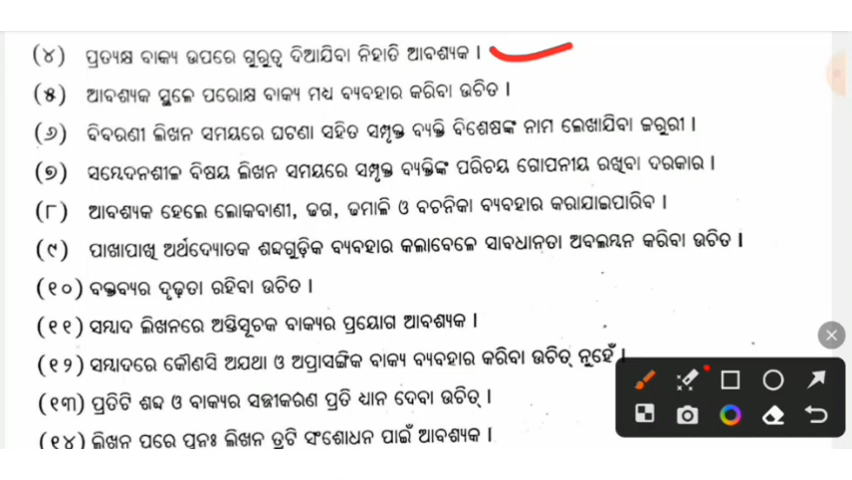 (୪) ପ୍ରତ୍ୟକ୍ଷ ବାକ୍ୟ ଉପରେ ଗୁରୁତ୍ୱ ଦିଆଯିବା ନିହାତି ଆବଶ୍ୟକ ।
(୫) ଆବଶ୍ୟକ ସ୍ଥଳେ ପରୋକ୍ଷ ବାକ୍ୟ ମଧ୍ୟ ବ୍ୟବହାର କରିବା ଉଚିତ ।
(୬) ବିବରଣୀ ଲିଖନ ସମୟରେ ଘଟଣା ସହିତ ସମ୍ପୃକ୍ତ ବ୍ୟକ୍ତି ବିଶେଷଙ୍କ ନାମ ଲେଖାଯିବା ଜରୁରୀ ।
(୭) ସମ୍ବେଦନଶୀଳ ବିଷୟ ଲିଖନ ସମୟରେ ସମ୍ପୃକ୍ତ ବ୍ୟକ୍ତିଙ୍କ ପରିଚୟ ଗୋପନୀୟ ରଖିବା ଦରକାର ।
(୮) ଆବଶ୍ୟକ ହେଲେ ଲୋକବାଣୀ, ଢଗ, ଢମାଳି ଓ ବଚନିକା ବ୍ୟବହାର କରାଯାଇପାରିବ ।
(୯) ପାଖାପାଖି ଅର୍ଥଦ୍ୟୋତକ ଶବ୍ଦଗୁଡ଼ିକ ବ୍ୟବହାର କଲାବେଳେ ସାବଧାନତା ଅବଲମ୍ବନ କରିବା ଉଚିତ ।
(୧୦) ବକ୍ତବ୍ୟର ଦୃଢ଼ତା ରହିବା ଉଚିତ ।
(୧୧) ସମ୍ବାଦ ଲିଖନରେ ଅସ୍ତିସୂଚକ ବାକ୍ୟର ପ୍ରୟୋଗ ଆବଶ୍ୟକ ।
(୧୨) ସମ୍ବାଦରେ କୌଣସି ଅଯଥା ଓ ଅପ୍ରାସଙ୍ଗିକ ବାକ୍ୟ ବ୍ୟବହାର କରିବା ଉଚିତ୍ ନୁହେଁ ।
(୧୩) ପ୍ରତିଟି ଶବ୍ଦ ଓ ବାକ୍ୟର ସଜ୍ଜୀକରଣ ପ୍ରତି ଧ୍ୟାନ ଦେବା ଉଚିତ୍ ।
(୧୪) ଲିଖନ ପରେ ପୁନଃ ଲିଖନ ତ୍ରୁଟି ସଂଶୋଧନ ପାଇଁ ଆବଶ୍ୟକ ।